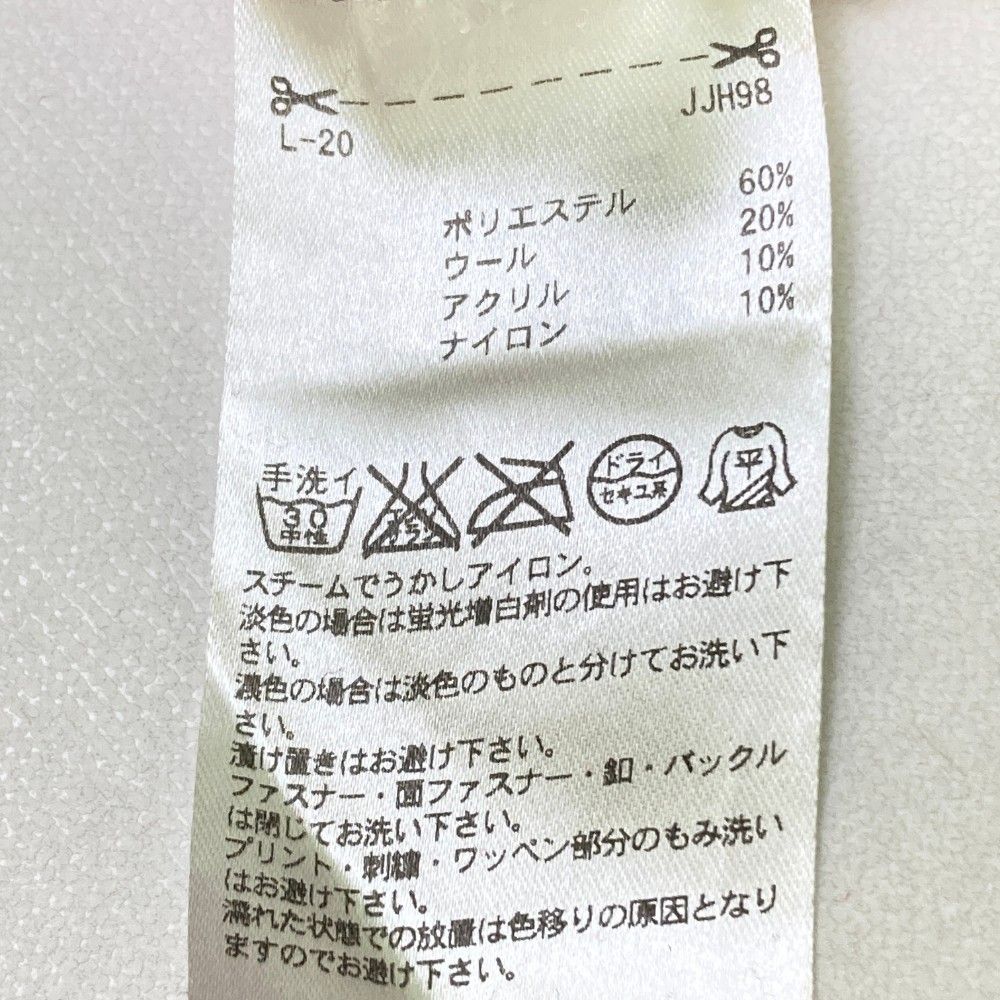 L-20
JJH98
60%
ポリエステル 20%
ウール 10%
アクリル 10%
ナイロン
手洗イ
30
中性
エンソ
サラシ
ドライ
セキユ系
平
スチームでうかしアイロン。
淡色の場合は蛍光増白剤の使用はお避け下
さい。
濃色の場合は淡色のものと分けてお洗い下
さい。
漬け置きはお避け下さい。
ファスナー・面ファスナー・釦・バックル
は閉じてお洗い下さい。
プリント・刺繍・ワッペン部分のもみ洗い
はお避け下さい。
濡れた状態での放置は色移りの原因となり
ますのでお避け下さい。